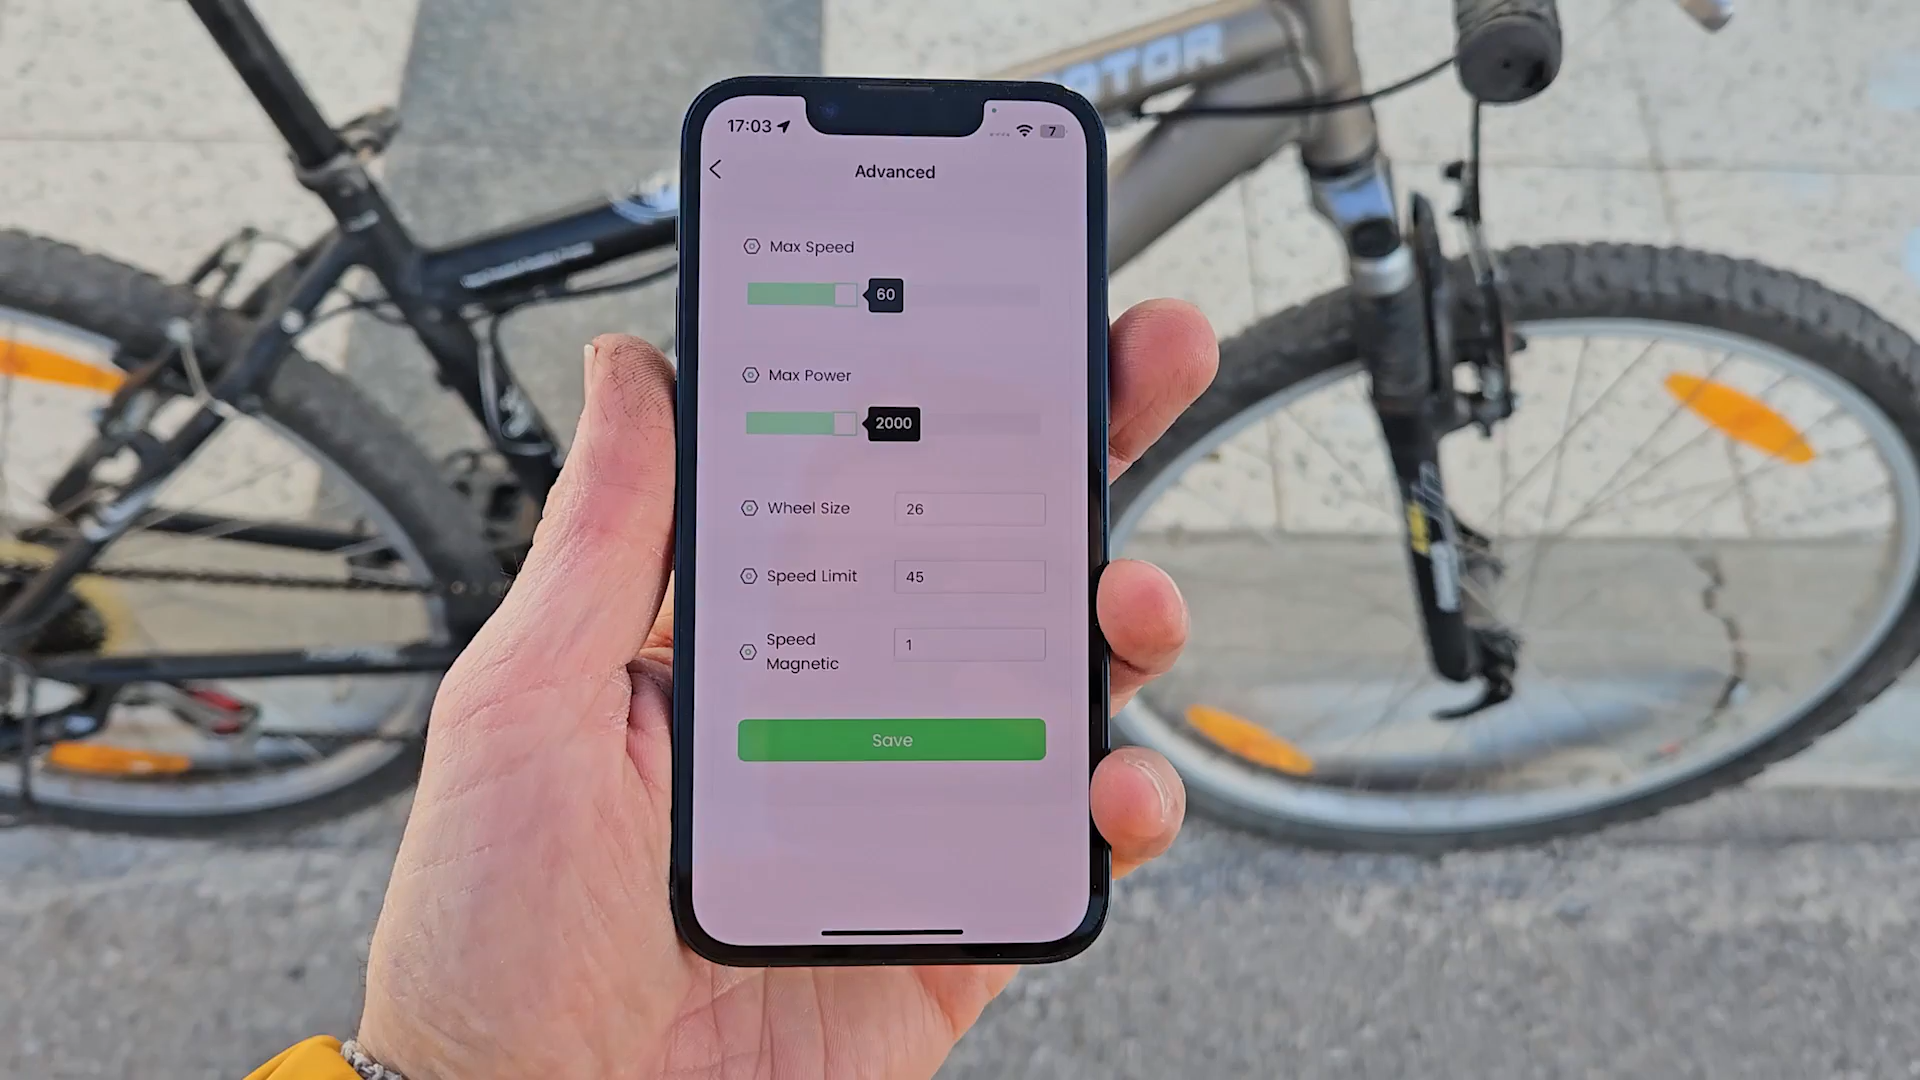 17:03
7
Advanced
Max Speed
60
Max Power
2000
Wheel Size
26
Speed Limit
45
Speed
Magnetic
1
Save